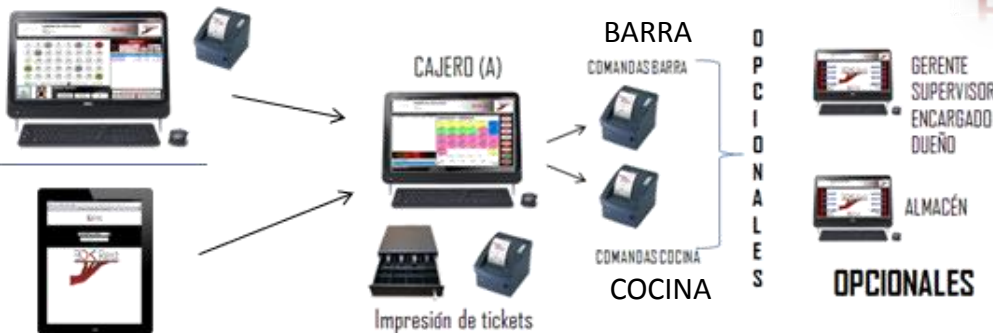 CAJERO (A)
Impresión de tickets
BARRA
COMANDAS BARRA
COMANDAS COCINA
COCINA
OPCIONALES
GERENTE
SUPERVISOR
ENCARGADO
DUEÑO
ALMACÉN
OPCIONALES